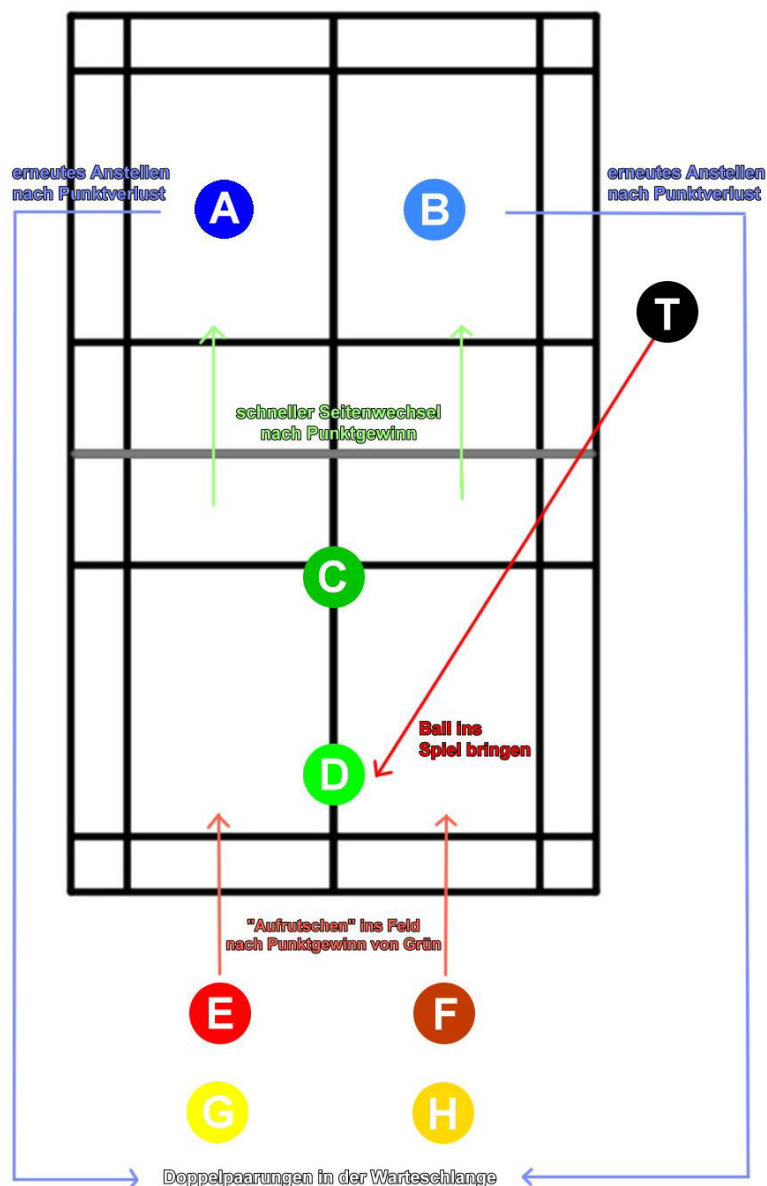 erneutes Anstellen
nach Punktverlust
erneutes Anstellen
nach Punktverlust
A
B
T
schneller Seitenwechsel
nach Punktgewinn
C
Ball ins
Spiel bringen
D
"Aufrutschen" ins Feld
nach Punktgewinn von Grün
E
F
G
H
Doppelpaarungen in der Warteschlange